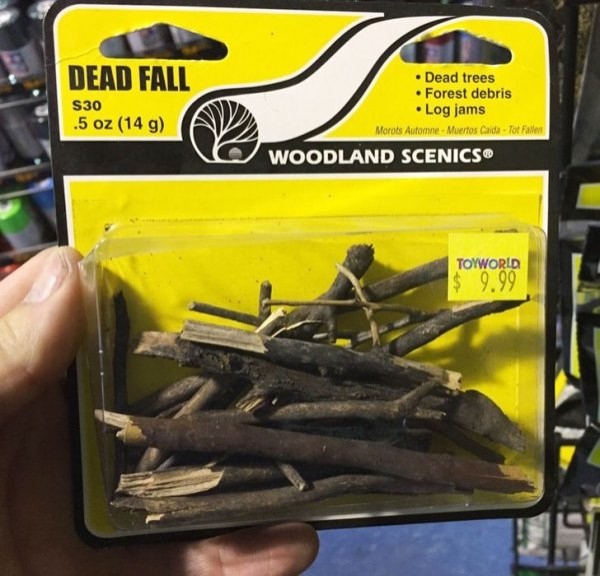 DEAD FALL
S30
.5 oz (14 g)
• Dead trees
• Forest debris
• Log jams
Morots Automne - Muertos Caida - Tot Fallen
WOODLAND SCENICS®
TOYWORLD
$ 9.99